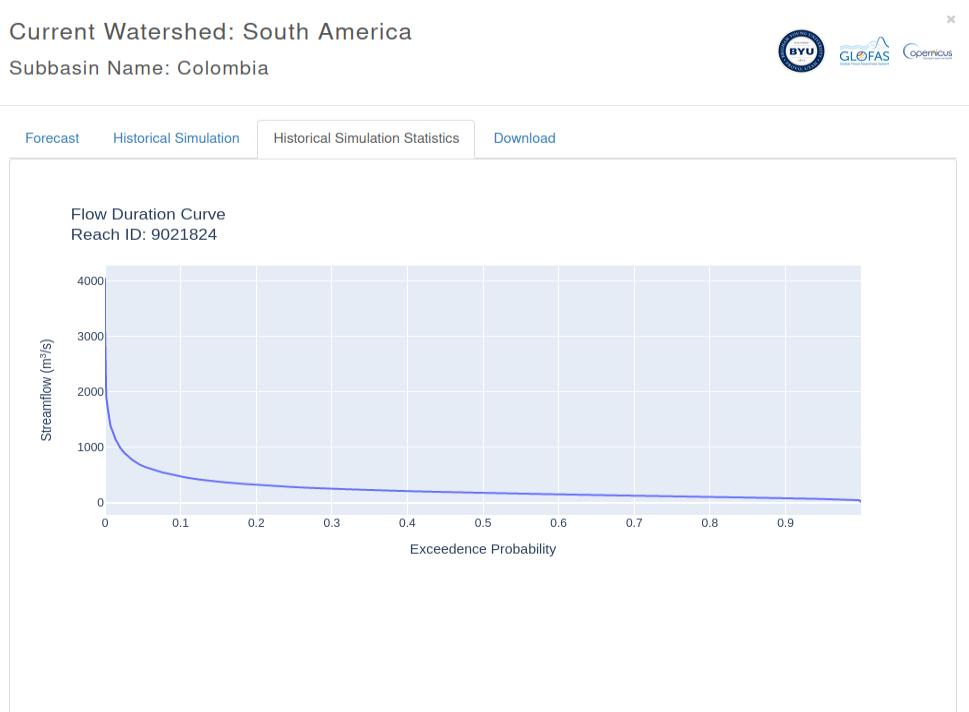 Current Watershed: South America
×
Subbasin Name: Colombia
BYU
GLOFAS
opernicus
Forecast
Historical Simulation
Historical Simulation Statistics
Download
Flow Duration Curve
Reach ID: 9021824
4000
3000
2000
1000
0
Streamflow (m³/s)
0
0.1
0.2
0.3
0.4
0.5
0.6
0.7
0.8
0.9
Exceedence Probability